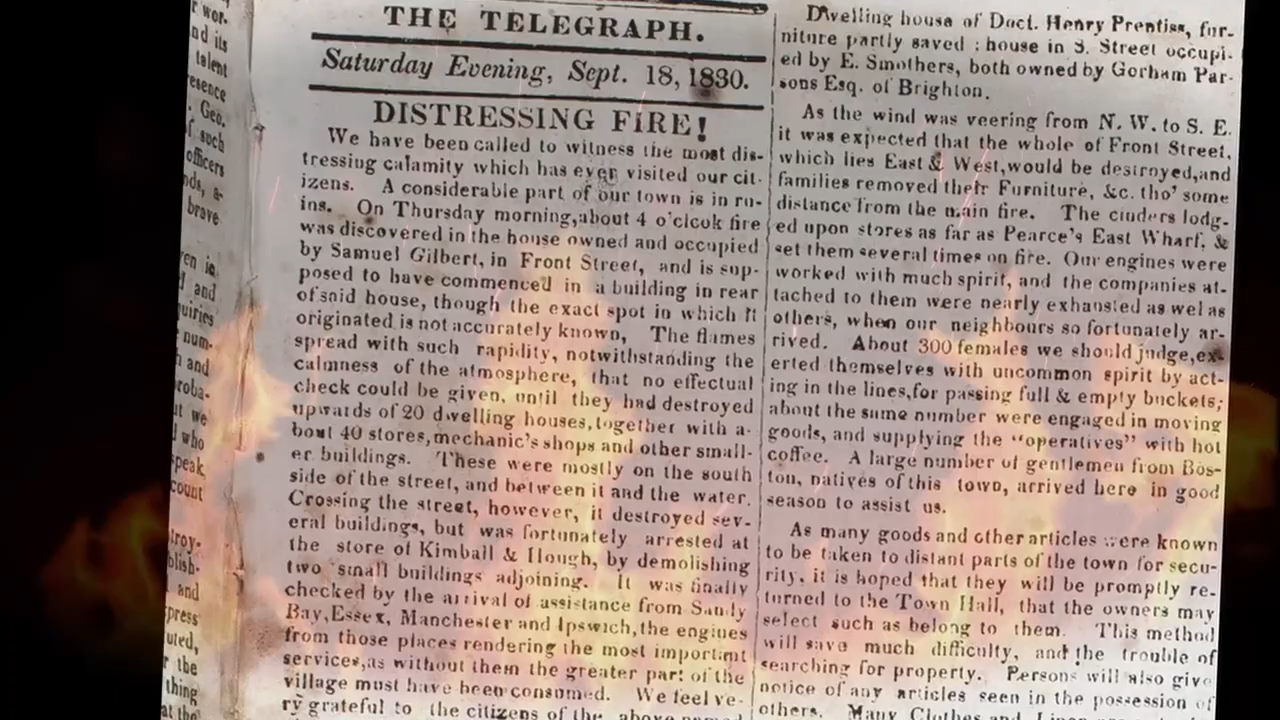 THE TELEGRAPH.
Saturday Evening, Sept. 18, 1830.
DISTRESSING FIRE!
We have been called to witness the most dis-
tressing calamity which has ever visited our cit-
izens. A considerable part of our town is in ru-
ins. On Thursday morning, about 4 o'clcok fire
was discovered in the house owned and occupied
by Samuel Gilbert, in Front Street, and is sup-
posed to have commenced in a building in rear
of said house, though the exact spot in which it
originated is not accurately known, The flames
spread with such rapidity, notwithstanding the
calmness of the atmosphere, that no effectual
check could be given, until they had destroyed
upwards of 20 dwelling houses, together with a-
bout 40 stores, mechanic's shops and other small-
er buildings. These were mostly on the south
side of the street, and between it and the water.
Crossing the street, however, it destroyed sev-
eral buildings, but was fortunately arrested at
the store of Kimball & Hough, by demolishing
two small buildings adjoining. It was finally
checked by the arrival of assistance from Sandy
Bay, Essex, Manchester and Ipswich, the engines
from those places rendering the most important
services, as without them the greater part of the
village must have been consumed. We feel ve-
ry grateful to the citizens of the above named
Dwelling house of Doct. Henry Prentiss, fur-
niture partly saved ; house in S. Street occupi-
ed by E. Smothers, both owned by Gorham Par-
sons Esq. of Brighton.
As the wind was veering from N. W. to S. E.
it was expected that the whole of Front Street,
which lies East & West, would be destroyed, and
families removed their Furniture, &c. tho' some
distance from the main fire. The cinders lodg-
ed upon stores as far as Pearce's East Wharf, &
set them several times on fire. Our engines were
worked with much spirit, and the companies at-
tached to them were nearly exhausted as wel as
others, when our neighbours so fortunately ar-
rived. About 300 females we should judge, ex-
erted themselves with uncommon spirit by act-
ing in the lines, for passing full & empty buckets;
about the same number were engaged in moving
goods, and supplying the "operatives" with hot
coffee. A large number of gentlemen from Bos-
ton, natives of this town, arrived here in good
season to assist us.
As many goods and other articles were known
to be taken to distant parts of the town for secu-
rity, it is hoped that they will be promptly re-
turned to the Town Hall, that the owners may
select such as belong to them. This method
will save much difficulty, and the trouble of
searching for property. Persons will also give
notice of any articles seen in the possession of
others. Many Clothes and